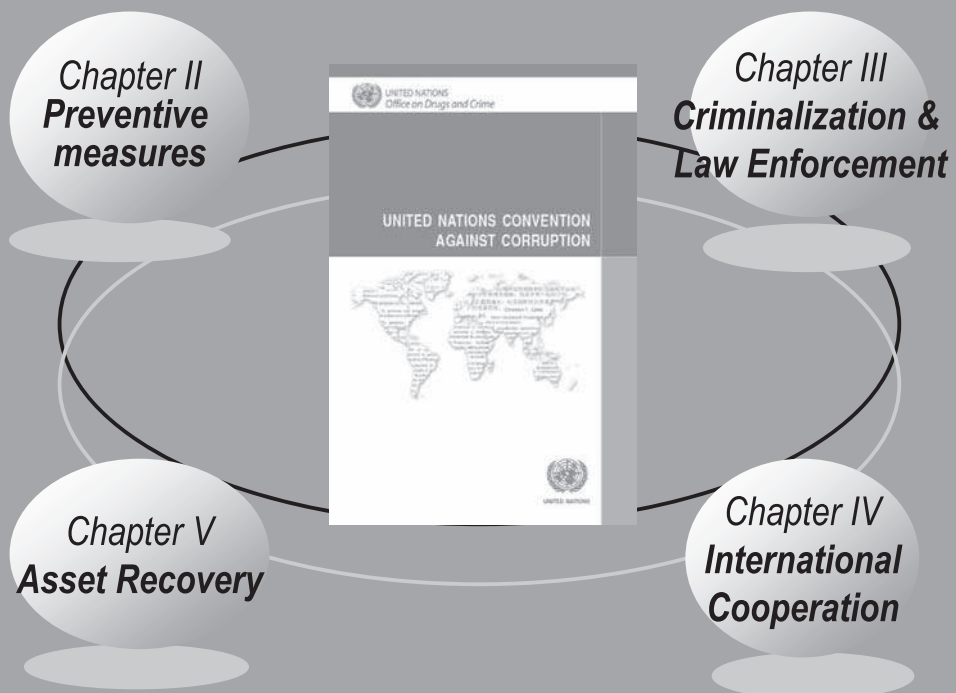 Chapter II
Preventive
measures
Chapter III
Criminalization &
Law Enforcement
UNITED NATIONS
Office on Drugs and Crime
UNITED NATIONS CONVENTION
AGAINST CORRUPTION
UNITED NATIONS
Chapter V
Asset Recovery
Chapter IV
International
Cooperation